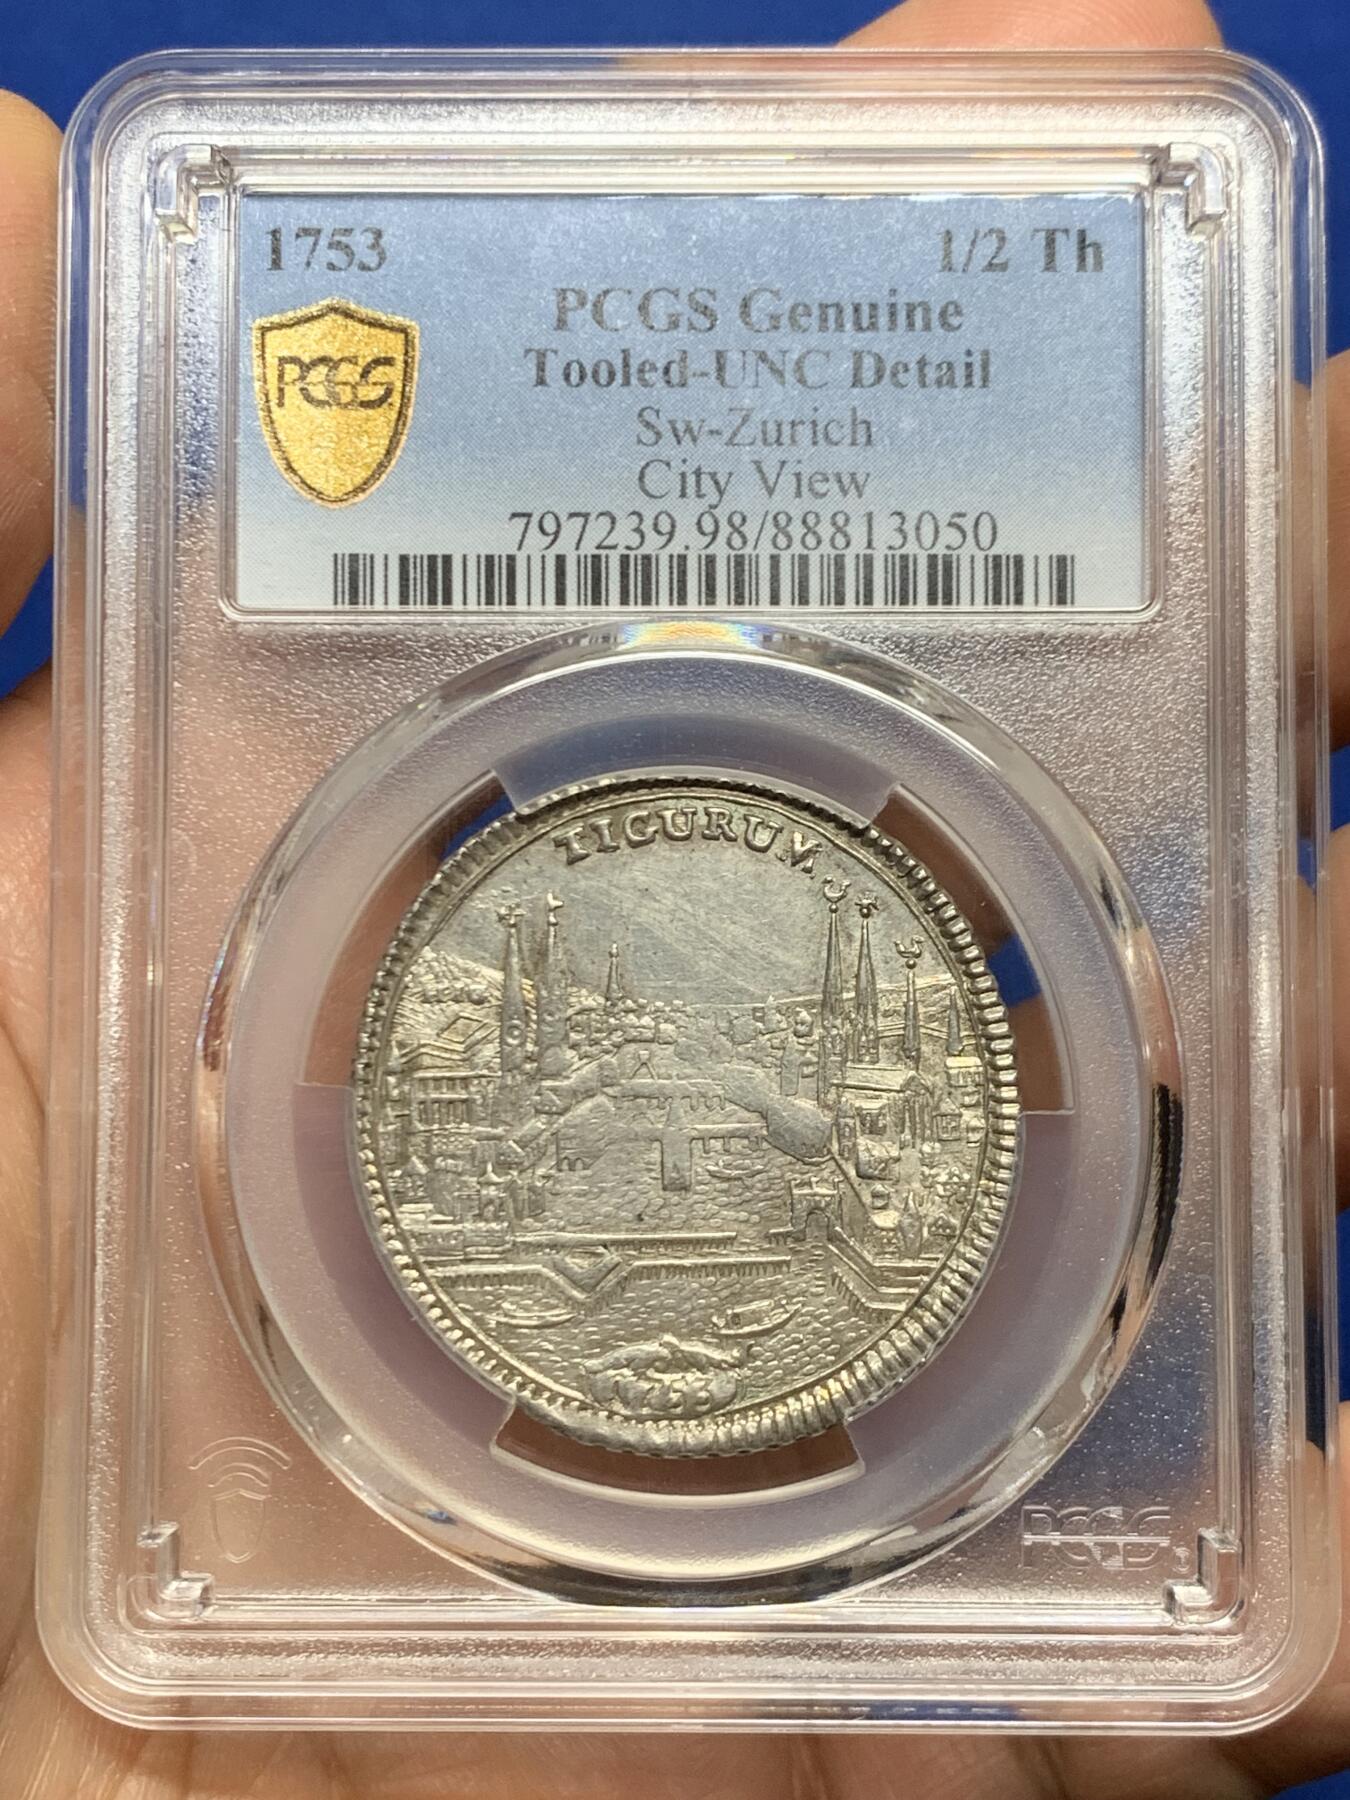 1753 1/2 Th
PCGS Genuine
Tooled-UNC Detail
PCGS
Sw-Zurich
City View
797239.98/88813050
TIGURUM.
1753
PCGS